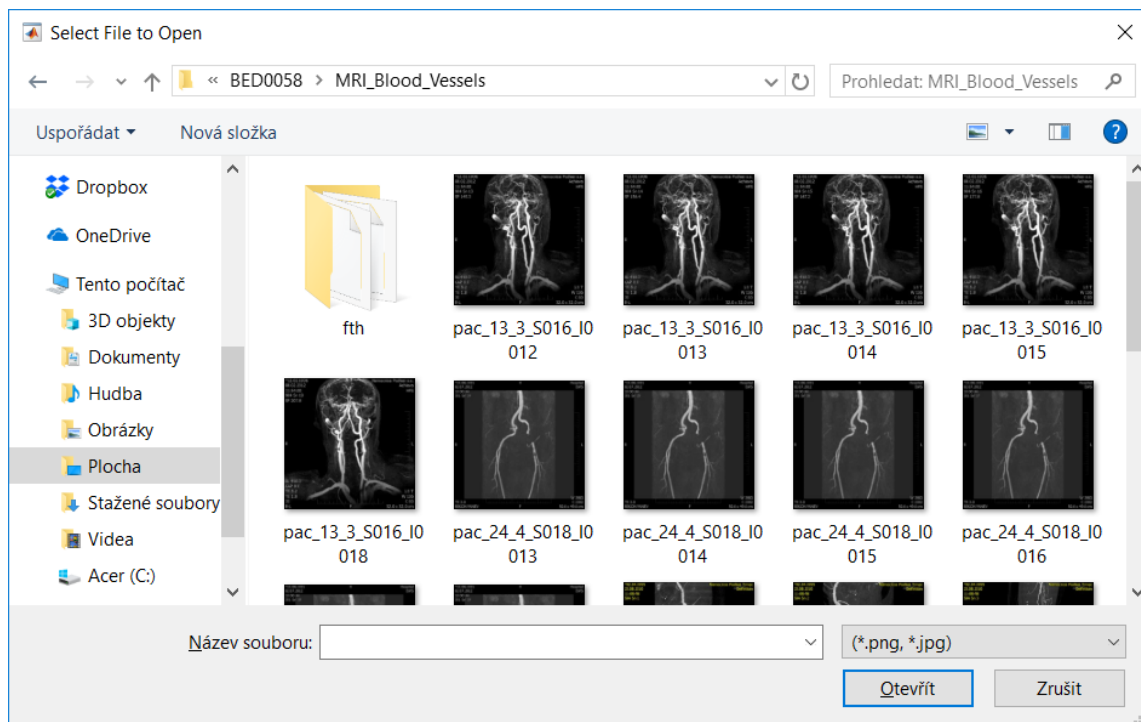 Select File to Open
« BED0058 > MRI_Blood_Vessels
Prohledat: MRI_Blood_Vessels
Uspořádat
Nová složka
?
Dropbox
OneDrive
Tento počítač
3D objekty
Dokumenty
Hudba
Obrázky
Plocha
Stažené soubory
Videa
Acer (C:)
fth
pac_13_3_S016_I0
012
pac_13_3_S016_I0
013
pac_13_3_S016_I0
014
pac_13_3_S016_I0
015
pac_13_3_S016_I0
018
pac_24_4_S018_I0
013
pac_24_4_S018_I0
014
pac_24_4_S018_I0
015
pac_24_4_S018_I0
016
Název souboru:
(*.png, *.jpg)
Otevřít
Zrušit